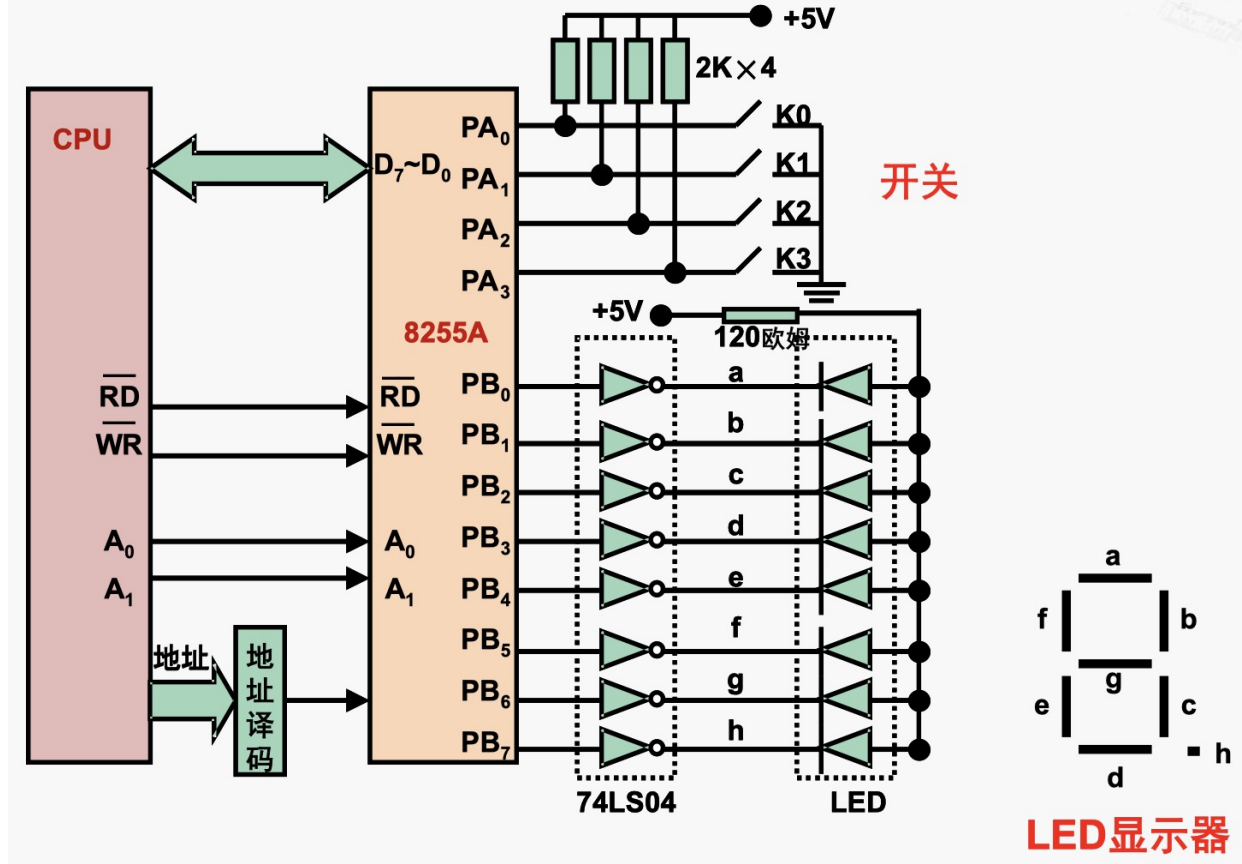 +5V
2K×4
CPU
D7~D0
PA0
K0
PA1
K1
开关
PA2
K2
PA3
K3
+5V
120欧姆
8255A
RD
RD
WR
WR
PB0
a
PB1
b
PB2
c
A0
A0
PB3
d
A1
A1
PB4
e
PB5
f
地址
地址译码
PB6
g
PB7
h
74LS04
LED
a
f
b
g
e
c
h
d
LED显示器